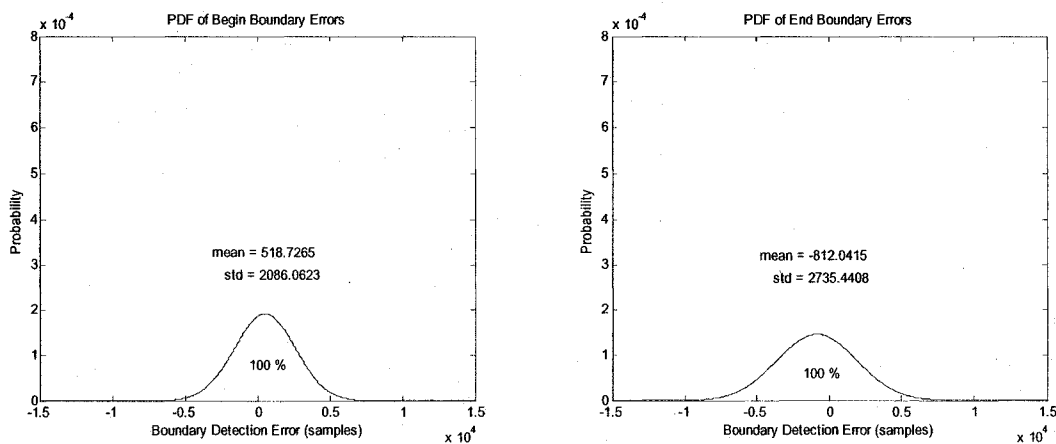 PDF of Begin Boundary Errors
x 10^-4
8
7
6
5
4
3
2
1
0
Probability
mean = 518.7265
std = 2086.0623
100 %
-1.5
-1
-0.5
0
0.5
1
1.5
x 10^4
Boundary Detection Error (samples)
PDF of End Boundary Errors
x 10^-4
8
7
6
5
4
3
2
1
0
Probability
mean = -812.0415
std = 2735.4408
100 %
-1.5
-1
-0.5
0
0.5
1
1.5
x 10^4
Boundary Detection Error (samples)